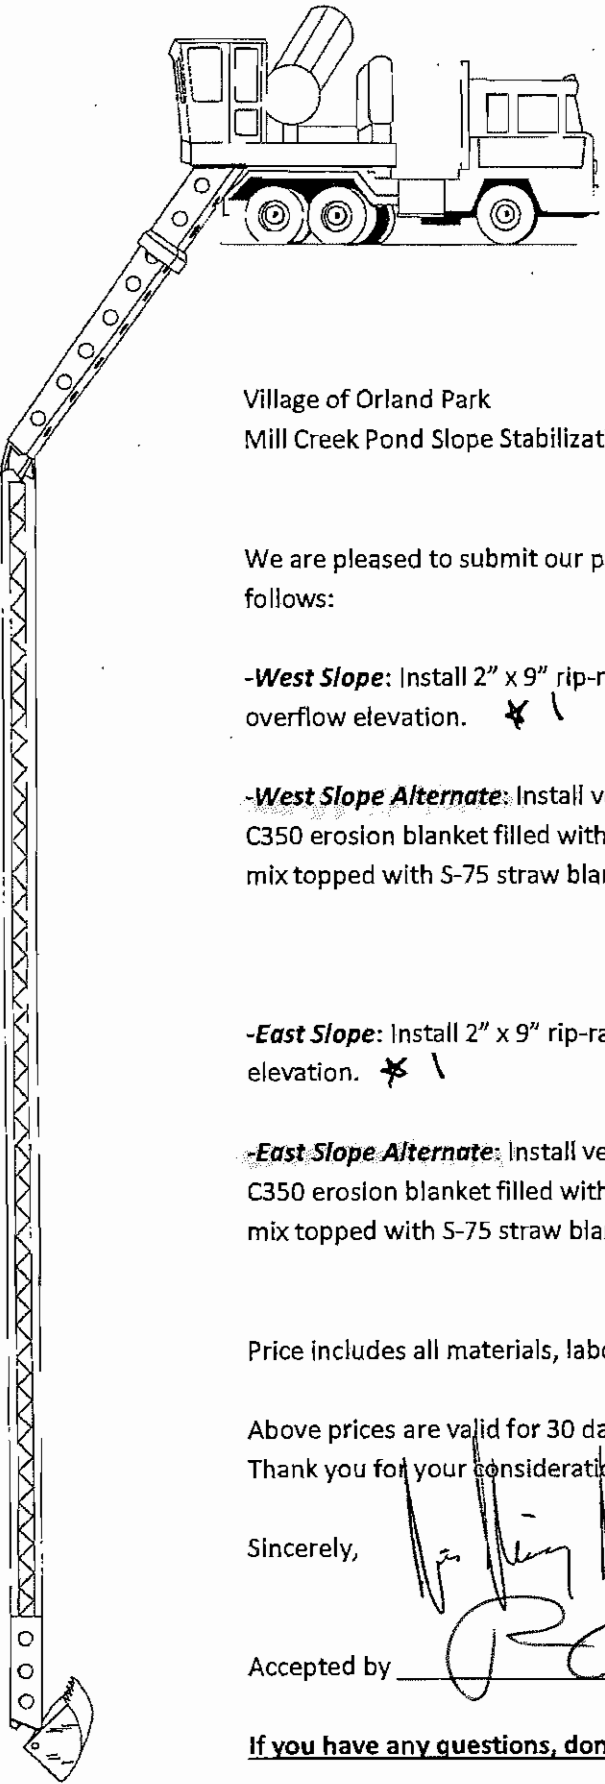 Village of Orland Park
Mill Creek Pond Slope Stabilizat
We are pleased to submit our p
follows:
-West Slope: Install 2” x 9” rip-r
overflow elevation.
-West Slope Alternate: Install v
C350 erosion blanket filled with
mix topped with S-75 straw blan
-East Slope: Install 2” x 9” rip-ra
elevation.
-East Slope Alternate: Install ve
C350 erosion blanket filled with
mix topped with S-75 straw bla
Price includes all materials, labo
Above prices are valid for 30 da
Thank you for your considerati
Sincerely,
Accepted by
If you have any questions, don